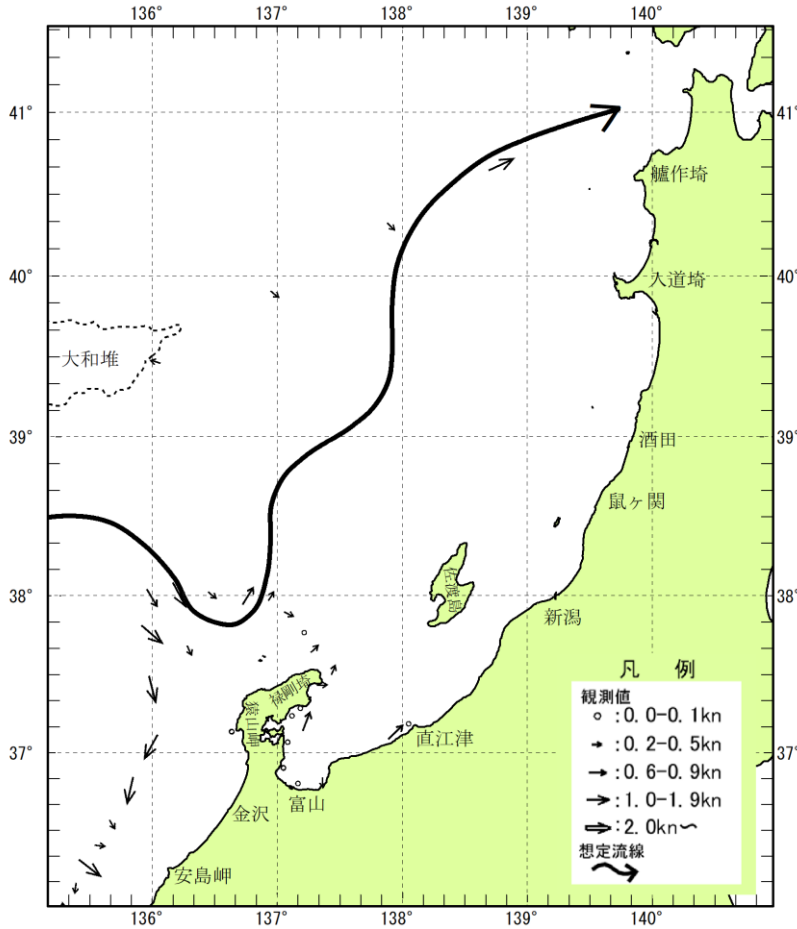 136° 137° 138° 139° 140°
41° 41°
艫作埼
40° 40°
入道埼
大和堆
39° 39°
酒田
鼠ヶ関
佐渡島
38° 38°
新潟
禄剛埼
猿山岬
37° 37°
直江津
富山
金沢
安島岬
凡 例
観測値
:0.0-0.1kn
:0.2-0.5kn
:0.6-0.9kn
:1.0-1.9kn
:2.0kn〜
想定流線
136° 137° 138° 139° 140°